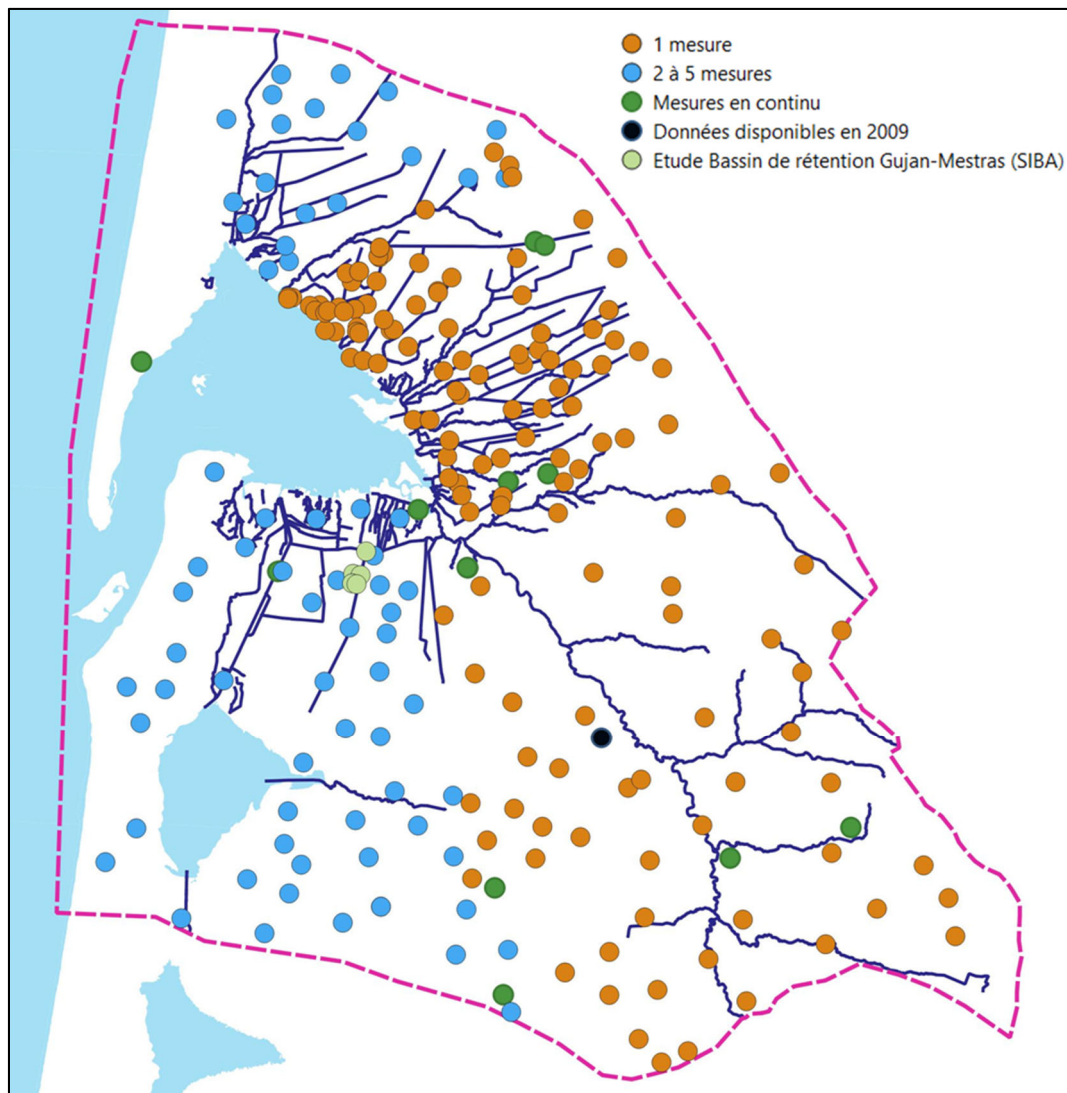 1 mesure
2 à 5 mesures
Mesures en continu
Données disponibles en 2009
Etude Bassin de rétention Gujan-Mestras (SIBA)